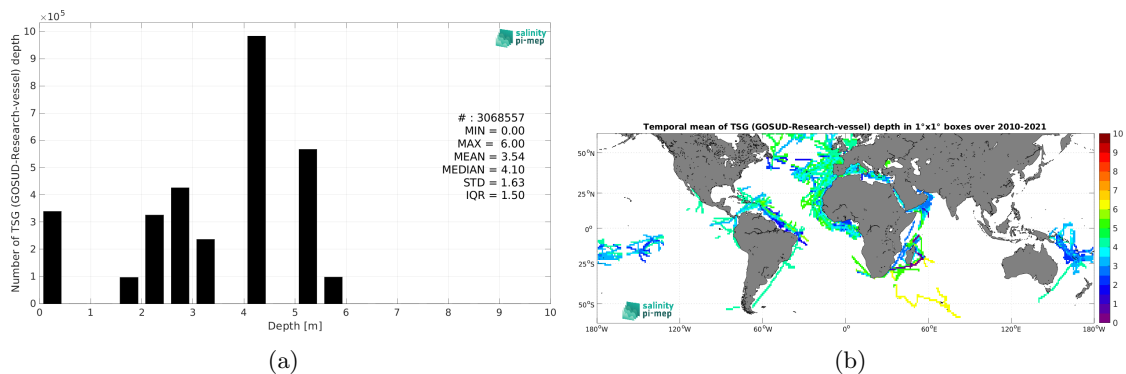 ×10⁵
10
9
8
7
6
5
4
3
2
1
0
Number of TSG (GOSUD-Research-vessel) depth
salinity
pi-mep
# : 3068557
MIN = 0.00
MAX = 6.00
MEAN = 3.54
MEDIAN = 4.10
STD = 1.63
IQR = 1.50
0 1 2 3 4 5 6 7 8 9 10
Depth [m]
(a)
Temporal mean of TSG (GOSUD-Research-vessel) depth in 1°x1° boxes over 2010-2021
50°N
25°N
0°
25°S
50°S
salinity
pi-mep
180°W 120°W 60°W 0° 60°E 120°E 180°W
10
9
8
7
6
5
4
3
2
1
0
(b)